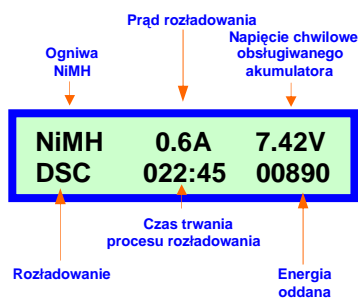 Prąd rozładowania
Ogniwa
NiMH
Napięcie chwilowe
obsługiwanego
akumulatora
NiMH 0.6A 7.42V
DSC 022:45 00890
Czas trwania
procesu rozładowania
Rozładowanie
Energia
oddana